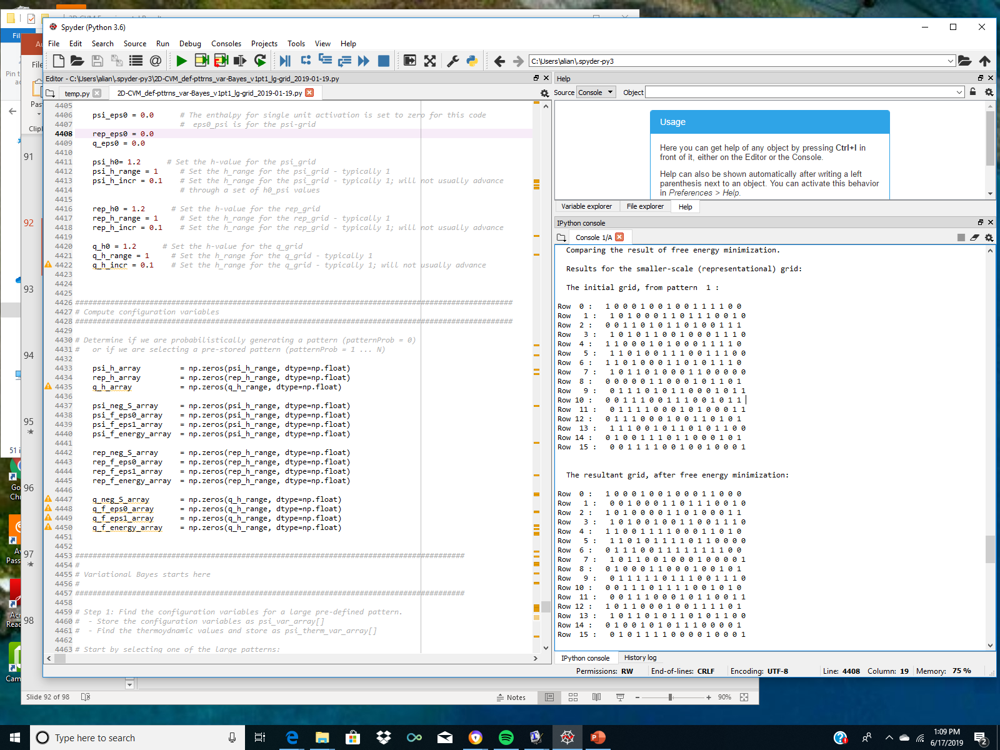 Spyder (Python 3.6)
File Edit Search Source Run Debug Consoles Projects Tools View Help
C:\Users\alian\.spyder-py3
Editor - C:\Users\alian\.spyder-py3\2D-CVM_def-pttrns_var-Bayes_v1pt1_lg-grid_2019-01-19.py
temp.py 2D-CVM_def-pttrns_var-Bayes_v1pt1_lg-grid_2019-01-19.py
4405
4406 psi_eps0 = 0.0 # The enthalpy for single unit activation is set to zero for this code
4407 # eps0_psi is for the psi-grid
4408 rep_eps0 = 0.0
4409 q_eps0 = 0.0
4410
4411 psi_h0= 1.2 # Set the h-value for the psi_grid
4412 psi_h_range = 1 # Set the h_range for the psi_grid - typically 1
4413 psi_h_incr = 0.1 # Set the h_range for the psi_grid - typically 1; will not usually advance
4414 # through a set of h0_psi values
4415
4416 rep_h0 = 1.2 # Set the h-value for the rep_grid
4417 rep_h_range = 1 # Set the h_range for the rep_grid - typically 1
4418 rep_h_incr = 0.1 # Set the h_range for the rep_grid - typically 1; will not usually advance
4419
4420 q_h0 = 1.2 # Set the h-value for the q_grid
4421 q_h_range = 1 # Set the h_range for the q_grid - typically 1
4422 q_h_incr = 0.1 # Set the h_range for the q_grid - typically 1; will not usually advance
4423
4424
4425
4426 ####################################################################################################
4427 # Compute configuration variables
4428 ####################################################################################################
4429
4430 # Determine if we are probabilistically generating a pattern (patternProb = 0)
4431 # or if we are selecting a pre-stored pattern (patternProb = 1 ... N)
4432
4433 psi_h_array = np.zeros(psi_h_range, dtype=np.float)
4434 rep_h_array = np.zeros(rep_h_range, dtype=np.float)
4435 q_h_array = np.zeros(q_h_range, dtype=np.float)
4436
4437 psi_neg_S_array = np.zeros(psi_h_range, dtype=np.float)
4438 psi_f_eps0_array = np.zeros(psi_h_range, dtype=np.float)
4439 psi_f_eps1_array = np.zeros(psi_h_range, dtype=np.float)
4440 psi_f_energy_array = np.zeros(psi_h_range, dtype=np.float)
4441
4442 rep_neg_S_array = np.zeros(rep_h_range, dtype=np.float)
4443 rep_f_eps0_array = np.zeros(rep_h_range, dtype=np.float)
4444 rep_f_eps1_array = np.zeros(rep_h_range, dtype=np.float)
4445 rep_f_energy_array = np.zeros(rep_h_range, dtype=np.float)
4446
4447 q_neg_S_array = np.zeros(q_h_range, dtype=np.float)
4448 q_f_eps0_array = np.zeros(q_h_range, dtype=np.float)
4449 q_f_eps1_array = np.zeros(q_h_range, dtype=np.float)
4450 q_f_energy_array = np.zeros(q_h_range, dtype=np.float)
4451
4452
4453 #########################################################################################
4454 #
4455 # Variational Bayes starts here
4456 #
4457 #########################################################################################
4458
4459 # Step 1: Find the configuration variables for a large pre-defined pattern.
4460 # - Store the configuration variables as psi_var_array[]
4461 # - Find the thermoydnamic values and store as psi_therm_var_array[]
4462
4463 # Start by selecting one of the large patterns:
Help
Source Console Object
Usage
Here you can get help of any object by pressing Ctrl+I in
front of it, either on the Editor or the Console.
Help can also be shown automatically after writing a left
parenthesis next to an object. You can activate this behavior
in Preferences > Help.
Variable explorer File explorer Help
IPython console
Console 1/A
Comparing the result of free energy minimization.
Results for the smaller-scale (representational) grid:
The initial grid, from pattern 1 :
Row 0 : 1 0 0 0 1 0 0 1 0 0 1 1 1 1 0 0
Row 1 : 1 0 1 0 0 0 1 1 0 1 1 1 0 0 1 0
Row 2 : 0 0 1 1 0 1 0 1 1 0 1 0 0 1 1 1
Row 3 : 1 0 1 0 1 1 0 0 1 0 0 0 1 1 1 0
Row 4 : 1 1 0 0 0 1 0 1 0 0 0 1 1 1 1 0
Row 5 : 1 1 0 1 0 0 1 1 0 0 0 1 1 1 0 0
Row 6 : 1 1 0 1 0 0 0 1 1 0 1 0 1 1 1 0
Row 7 : 1 0 1 1 0 1 0 0 0 1 1 0 0 0 0 0
Row 8 : 0 0 0 0 0 1 1 0 0 0 1 0 1 1 0 1
Row 9 : 0 1 1 1 0 1 0 1 1 0 0 0 1 0 1 1
Row 10 : 0 0 1 1 1 0 0 1 1 1 0 0 1 0 1 1
Row 11 : 0 1 1 1 1 0 0 0 1 0 1 0 0 0 1 1
Row 12 : 0 1 1 1 0 0 0 1 0 0 1 1 0 1 0 1
Row 13 : 1 1 1 0 0 1 0 1 1 0 1 0 1 1 0 0
Row 14 : 0 1 0 0 1 1 1 0 1 1 0 0 0 1 0 1
Row 15 : 0 0 1 1 1 1 0 0 1 0 0 1 0 0 0 1
The resultant grid, after free energy minimization:
Row 0 : 1 0 0 0 1 0 0 1 0 0 0 1 1 0 0 0
Row 1 : 0 0 1 0 0 0 1 1 0 1 1 1 0 0 1 0
Row 2 : 1 0 1 0 0 0 0 1 1 0 1 0 0 0 1 1
Row 3 : 1 0 1 0 0 1 0 0 1 1 0 0 1 1 1 0
Row 4 : 1 1 0 0 1 1 1 1 0 0 0 1 1 0 1 0
Row 5 : 1 1 0 1 0 1 1 1 1 0 1 1 0 0 0 0
Row 6 : 0 1 1 1 0 0 1 1 1 1 1 1 1 1 0 0
Row 7 : 1 0 1 1 0 0 1 0 0 0 1 0 0 0 0 1
Row 8 : 0 1 0 0 0 1 1 0 0 0 1 0 0 1 0 1
Row 9 : 0 1 1 1 1 1 0 1 1 1 0 0 1 1 1 0
Row 10 : 0 0 1 1 1 0 1 1 1 1 0 0 1 0 1 0
Row 11 : 0 0 1 1 1 0 0 0 1 0 1 1 0 0 1 1
Row 12 : 1 0 1 1 0 0 0 1 0 0 1 1 1 1 0 1
Row 13 : 1 0 1 1 0 1 0 1 1 0 1 0 1 1 0 0
Row 14 : 0 1 0 0 1 0 1 0 1 1 1 0 0 0 0 1
Row 15 : 0 1 0 1 1 1 1 0 0 0 0 1 0 0 0 1
IPython console History log
Permissions: RW End-of-lines: CRLF Encoding: UTF-8 Line: 4408 Column: 19 Memory: 75 %
File
Clip
91
92
93
94
95
96
97
98
51 i
Slide 92 of 98 Notes 90%
Type here to search
1:09 PM
6/17/2019
2